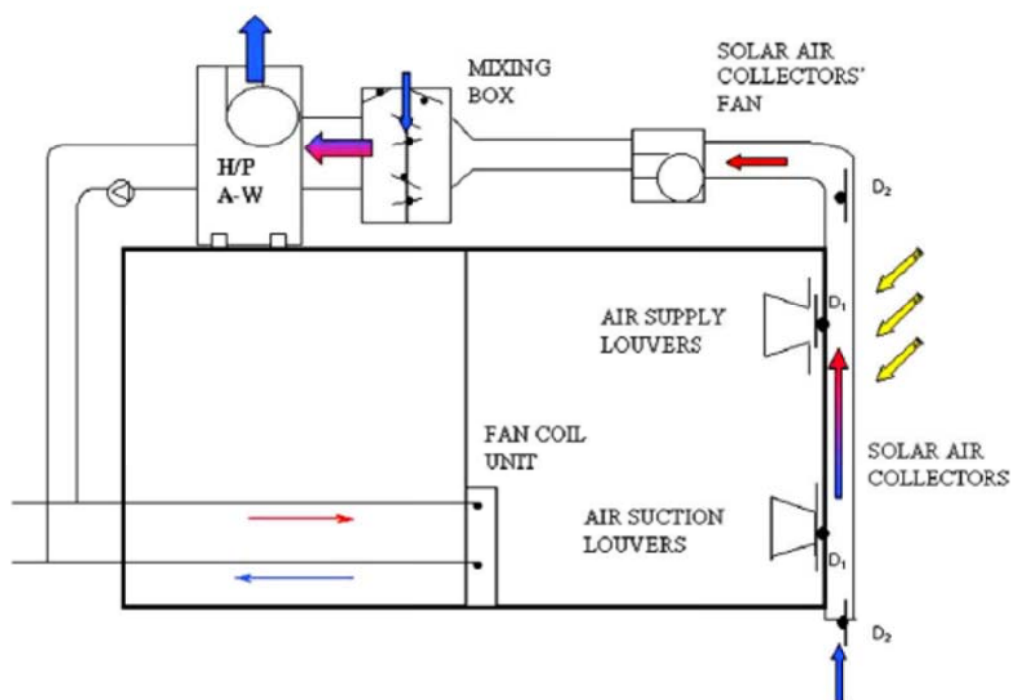 MIXING
BOX
SOLAR AIR
COLLECTORS'
FAN
H/P
A-W
D2
D1
AIR SUPPLY
LOUVERS
FAN COIL
UNIT
SOLAR AIR
COLLECTORS
AIR SUCTION
LOUVERS
D1
D2